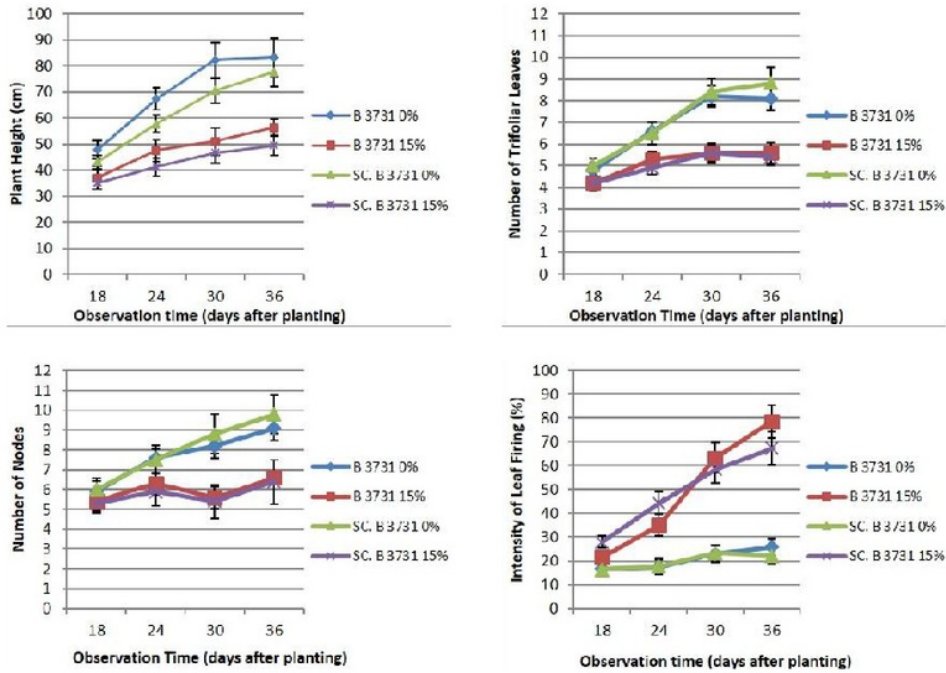 Plant Height (cm)
100
90
80
70
60
50
40
30
20
10
0
18 24 30 36
Observation time (days after planting)
B 3731 0%
B 3731 15%
SC. B 3731 0%
SC. B 3731 15%
Number of Trifoliar Leaves
12
11
10
9
8
7
6
5
4
3
2
1
0
18 24 30 36
Observation Time (days after planting)
B 3731 0%
B 3731 15%
SC. B 3731 0%
SC. B 3731 15%
Number of Nodes
12
11
10
9
8
7
6
5
4
3
2
1
0
18 24 30 36
Observation Time (days after planting)
B 3731 0%
B 3731 15%
SC. B 3731 0%
SC. B 3731 15%
Intensity of Leaf Firing (%)
100
90
80
70
60
50
40
30
20
10
0
18 24 30 36
Observation time (days after planting)
B 3731 0%
B 3731 15%
SC. B 3731 0%
SC. B 3731 15%